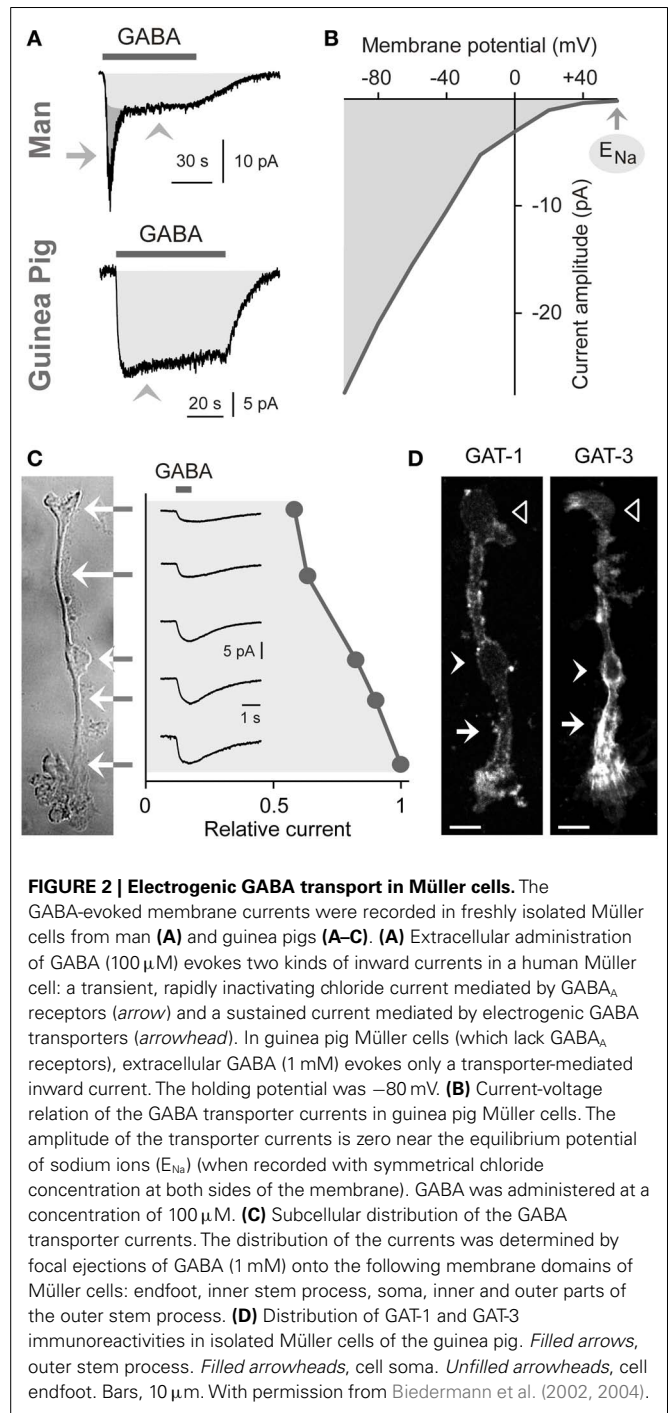 A
GABA
Man
30 s
10 pA
GABA
Guinea Pig
20 s
5 pA
B
Membrane potential (mV)
-80
-40
0
+40
E_Na
-10
-20
Current amplitude (pA)
C
GABA
5 pA
1 s
0
0.5
1
Relative current
D
GAT-1
GAT-3
FIGURE 2 | Electrogenic GABA transport in Müller cells. The
GABA-evoked membrane currents were recorded in freshly isolated Müller
cells from man (A) and guinea pigs (A–C). (A) Extracellular administration
of GABA (100 μM) evokes two kinds of inward currents in a human Müller
cell: a transient, rapidly inactivating chloride current mediated by GABA_A
receptors (arrow) and a sustained current mediated by electrogenic GABA
transporters (arrowhead). In guinea pig Müller cells (which lack GABA_A
receptors), extracellular GABA (1 mM) evokes only a transporter-mediated
inward current. The holding potential was −80 mV. (B) Current-voltage
relation of the GABA transporter currents in guinea pig Müller cells. The
amplitude of the transporter currents is zero near the equilibrium potential
of sodium ions (E_Na) (when recorded with symmetrical chloride
concentration at both sides of the membrane). GABA was administered at a
concentration of 100 μM. (C) Subcellular distribution of the GABA
transporter currents. The distribution of the currents was determined by
focal ejections of GABA (1 mM) onto the following membrane domains of
Müller cells: endfoot, inner stem process, soma, inner and outer parts of
the outer stem process. (D) Distribution of GAT-1 and GAT-3
immunoreactivities in isolated Müller cells of the guinea pig. Filled arrows,
outer stem process. Filled arrowheads, cell soma. Unfilled arrowheads, cell
endfoot. Bars, 10 μm. With permission from Biedermann et al. (2002, 2004).